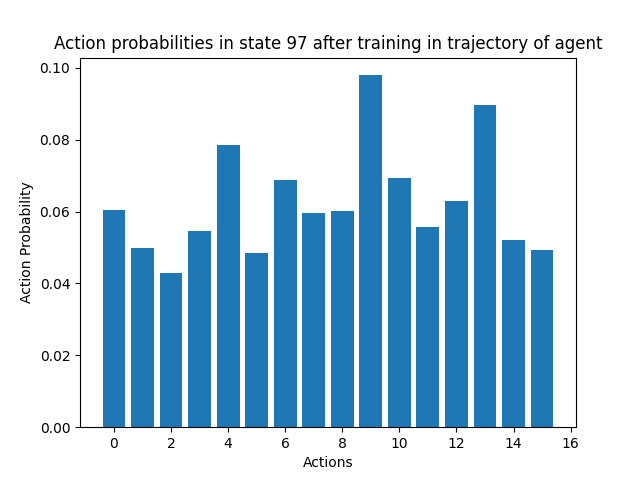 Action probabilities in state 97 after training in trajectory of agent
0.10
0.08
0.06
0.04
0.02
0.00
Action Probability
0 2 4 6 8 10 12 14 16
Actions